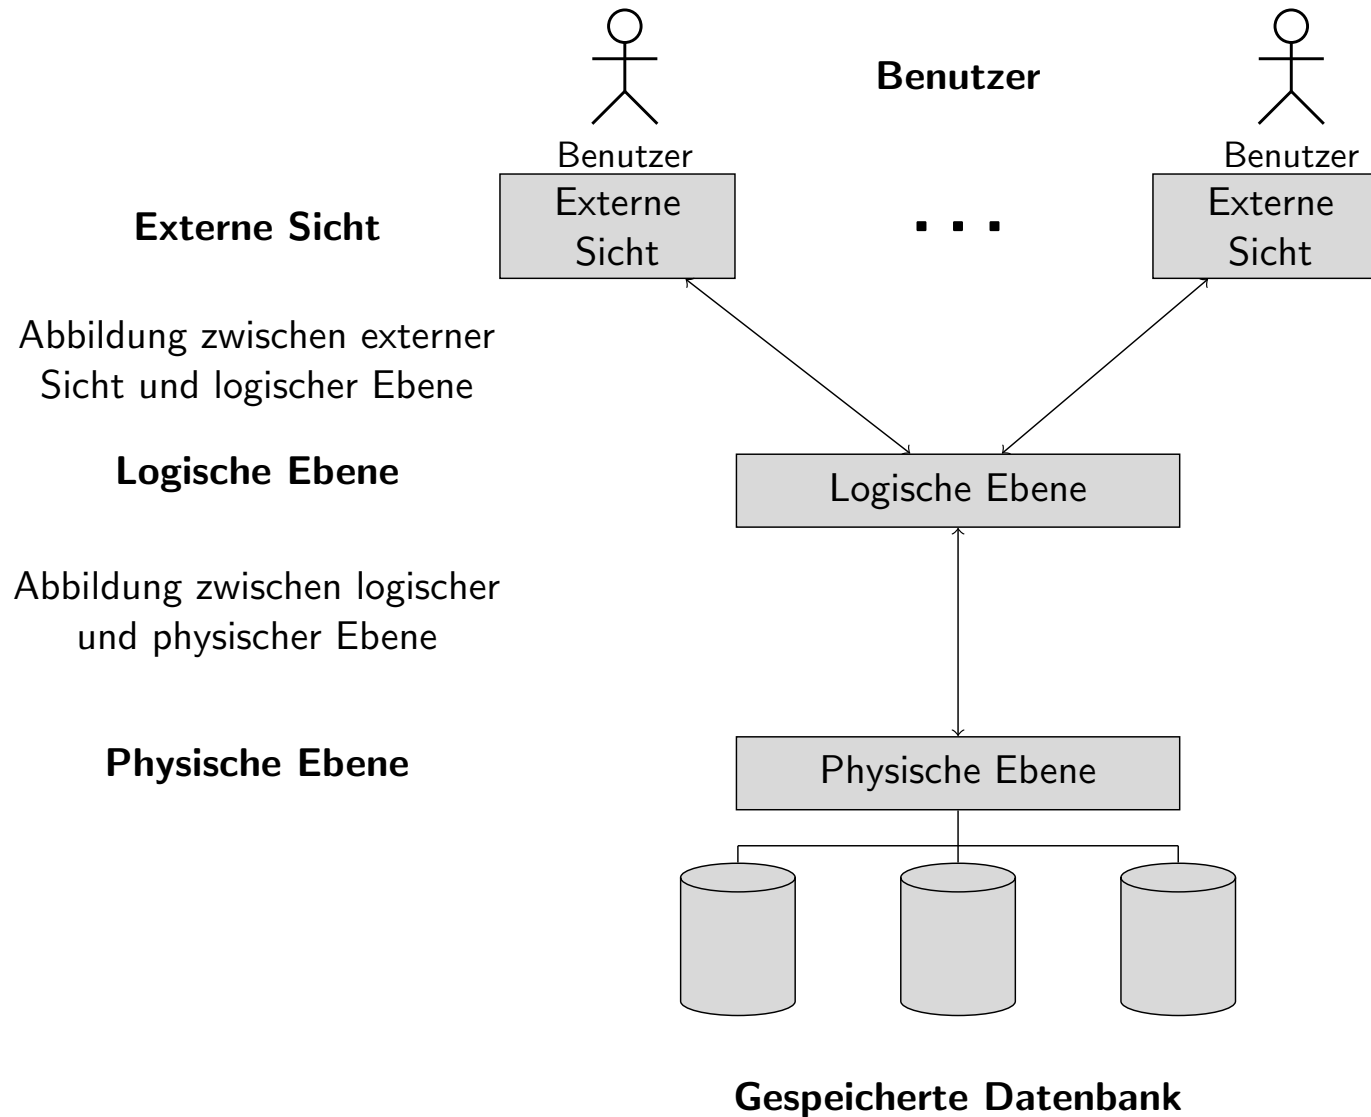 Benutzer
Benutzer
Benutzer
Externe Sicht
Externe
Sicht
. . .
Externe
Sicht
Abbildung zwischen externer
Sicht und logischer Ebene
Logische Ebene
Logische Ebene
Abbildung zwischen logischer
und physischer Ebene
Physische Ebene
Physische Ebene
Gespeicherte Datenbank